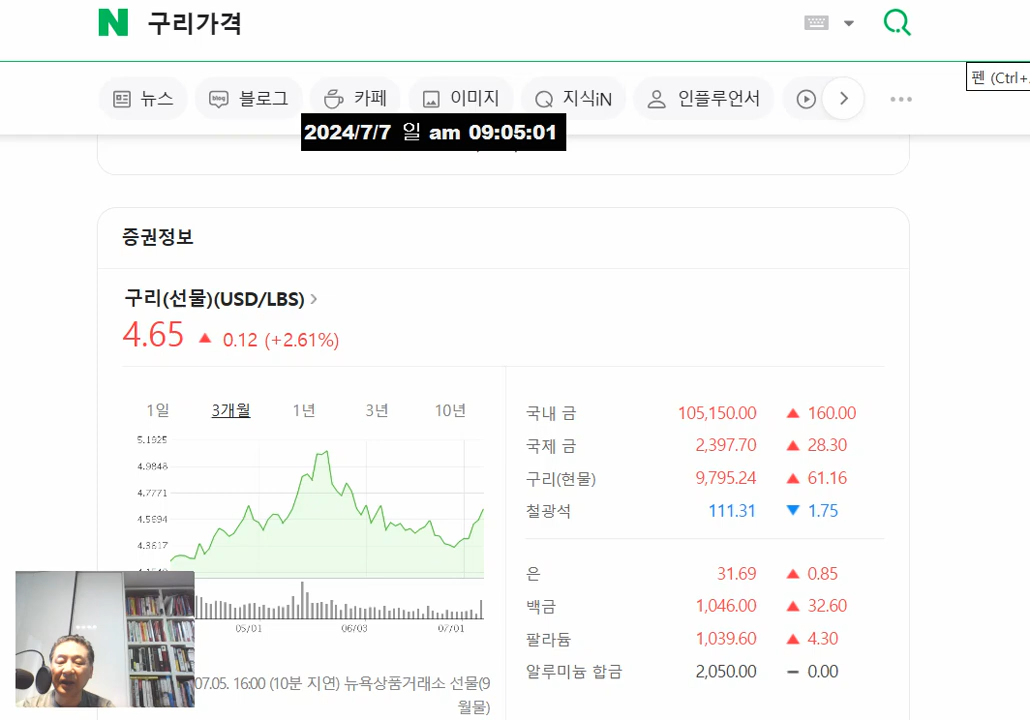 N 구리가격
펜 (Ctrl+
뉴스 블로그 카페 이미지 지식iN 인플루언서
2024/7/7 일 am 09:05:01
증권정보
구리(선물)(USD/LBS)
4.65 ▲ 0.12 (+2.61%)
1일 3개월 1년 3년 10년
5.1925
4.9848
4.7771
4.5694
4.3617
05/01 06/03 07/01
07.05. 16:00 (10분 지연) 뉴욕상품거래소 선물(9
월물)
국내 금 105,150.00 ▲ 160.00
국제 금 2,397.70 ▲ 28.30
구리(현물) 9,795.24 ▲ 61.16
철광석 111.31 ▼ 1.75
은 31.69 ▲ 0.85
백금 1,046.00 ▲ 32.60
팔라듐 1,039.60 ▲ 4.30
알루미늄 합금 2,050.00 – 0.00